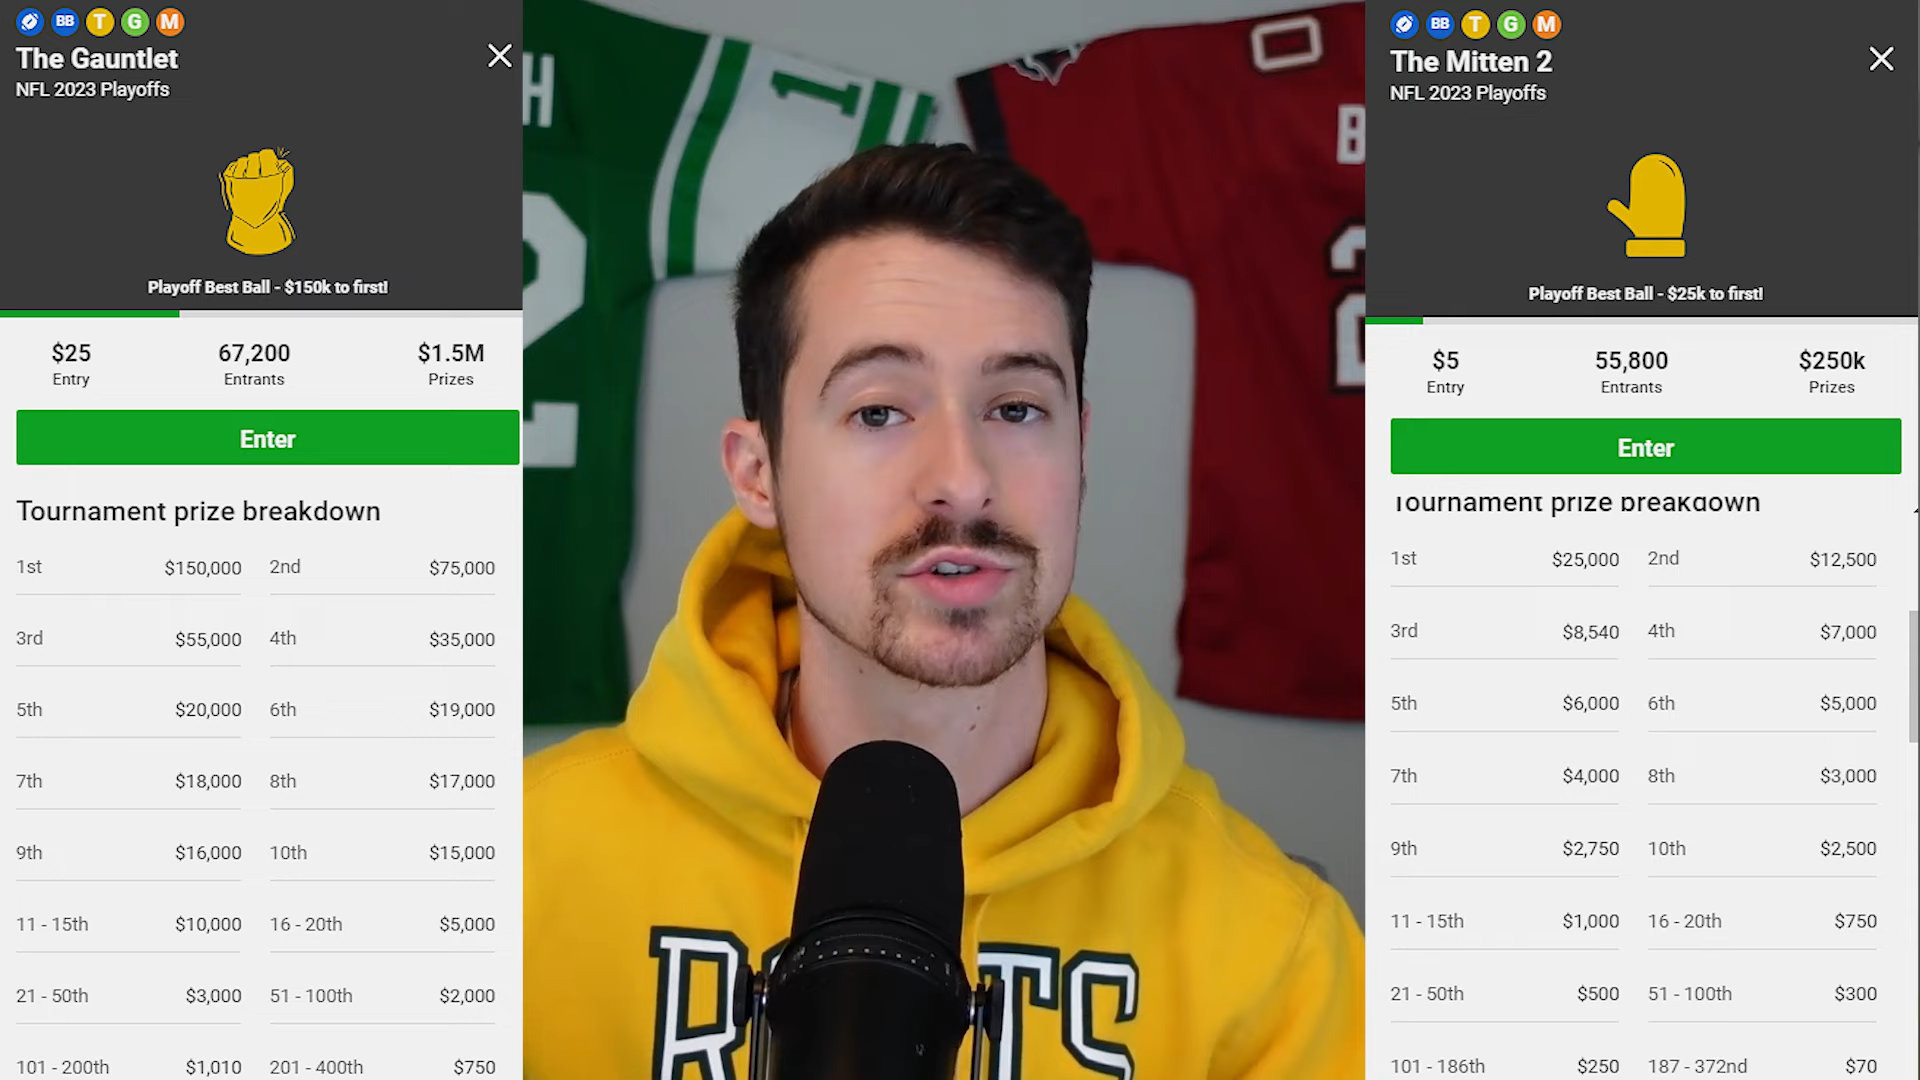 BB T G M
The Gauntlet
NFL 2023 Playoffs
Playoff Best Ball - $150k to first!
$25 67,200 $1.5M
Entry Entrants Prizes
Enter
Tournament prize breakdown
1st $150,000 2nd $75,000
3rd $55,000 4th $35,000
5th $20,000 6th $19,000
7th $18,000 8th $17,000
9th $16,000 10th $15,000
11 - 15th $10,000 16 - 20th $5,000
21 - 50th $3,000 51 - 100th $2,000
101 - 200th $1,010 201 - 400th $750
H
1
2
O
B
BB T G M
The Mitten 2
NFL 2023 Playoffs
Playoff Best Ball - $25k to first!
$5 55,800 $250k
Entry Entrants Prizes
Enter
Tournament prize breakdown
1st $25,000 2nd $12,500
3rd $8,540 4th $7,000
5th $6,000 6th $5,000
7th $4,000 8th $3,000
9th $2,750 10th $2,500
11 - 15th $1,000 16 - 20th $750
21 - 50th $500 51 - 100th $300
101 - 186th $250 187 - 372nd $70